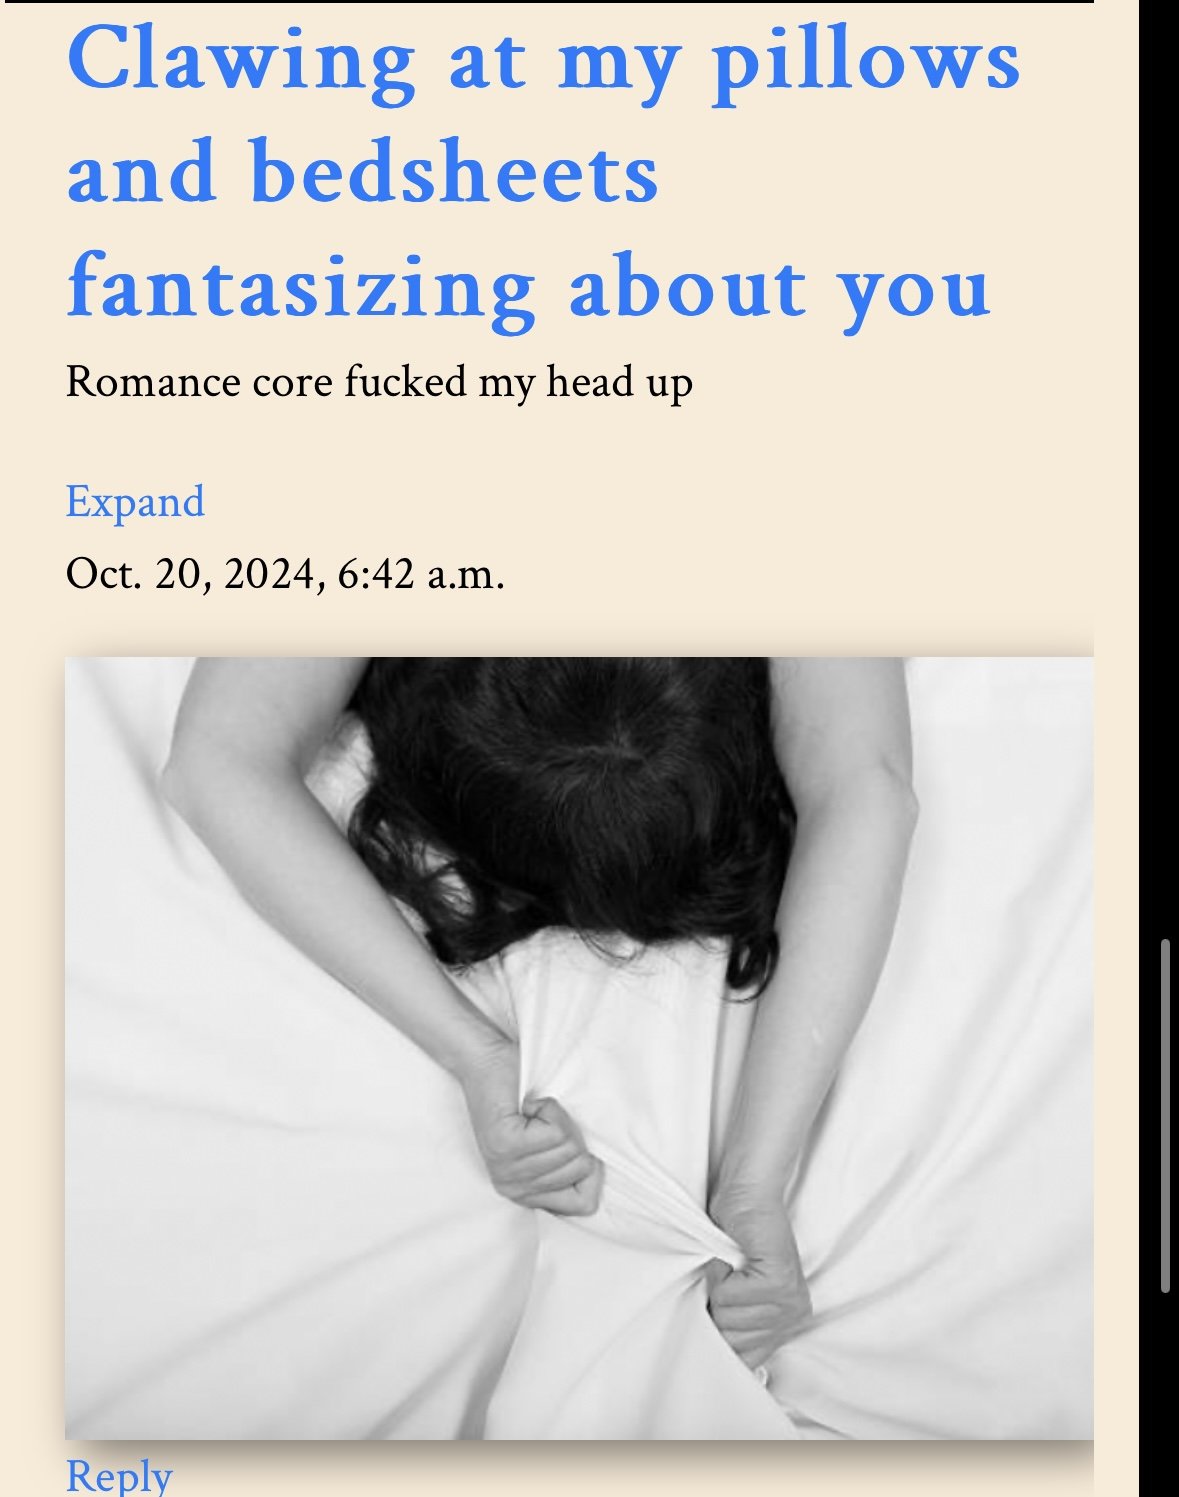 Clawing at my pillows
and bedsheets
fantasizing about you
Romance core fucked my head up
Expand
Oct. 20, 2024, 6:42 a.m.
Reply